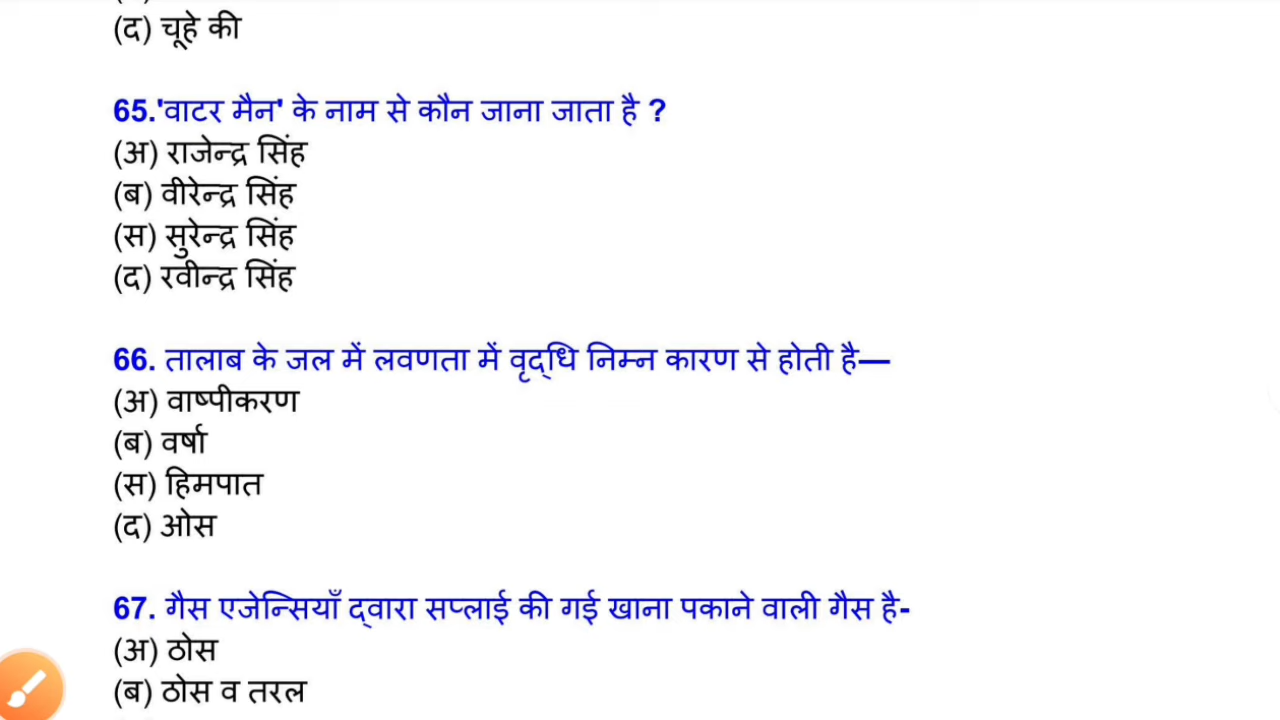 (द) चूहे की
65.'वाटर मैन' के नाम से कौन जाना जाता है ?
(अ) राजेन्द्र सिंह
(ब) वीरेन्द्र सिंह
(स) सुरेन्द्र सिंह
(द) रवीन्द्र सिंह
66. तालाब के जल में लवणता में वृद्धि निम्न कारण से होती है—
(अ) वाष्पीकरण
(ब) वर्षा
(स) हिमपात
(द) ओस
67. गैस एजेन्सियाँ द्वारा सप्लाई की गई खाना पकाने वाली गैस है-
(अ) ठोस
(ब) ठोस व तरल